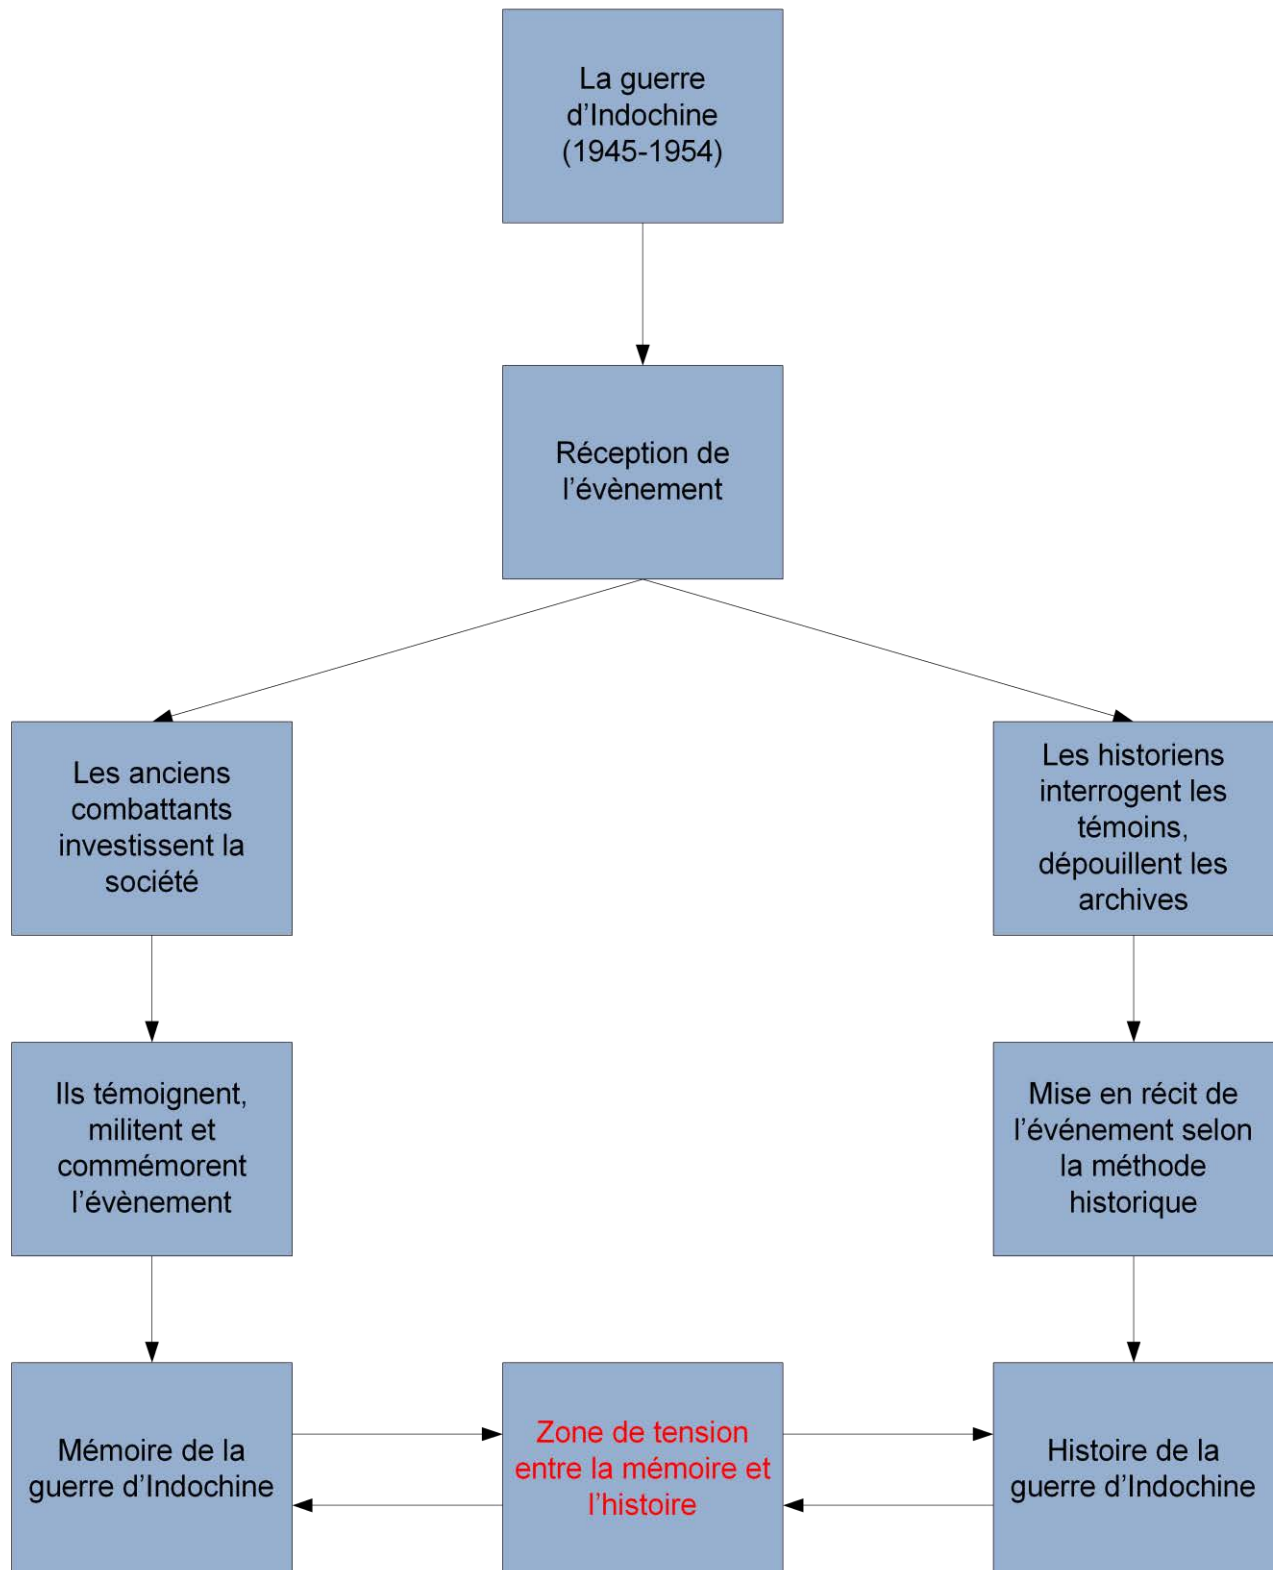 La guerre
d'Indochine
(1945-1954)
Réception de
l'évènement
Les anciens
combattants
investissent la
société
Les historiens
interrogent les
témoins,
dépouillent les
archives
Ils témoignent,
militent et
commémorent
l'évènement
Mise en récit de
l'événement selon
la méthode
historique
Mémoire de la
guerre d'Indochine
Zone de tension
entre la mémoire et
l'histoire
Histoire de la
guerre d'Indochine